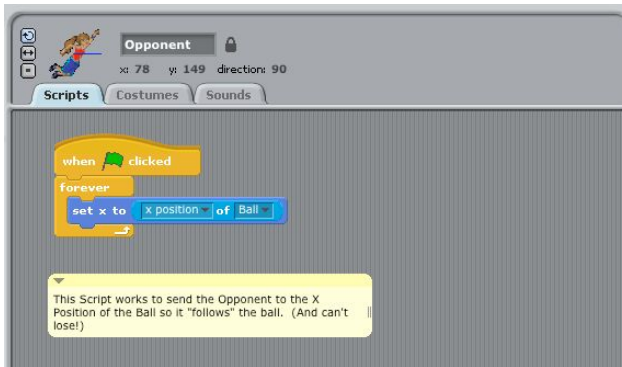 Opponent
x: 78 y: 149 direction: 90
Scripts Costumes Sounds
when clicked
forever
set x to x position of Ball
This Script works to send the Opponent to the X
Position of the Ball so it "follows" the ball. (And can't
lose!)